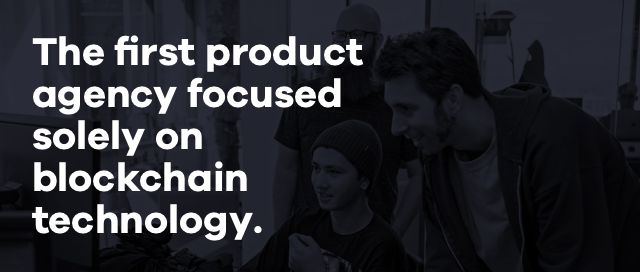 The first product
agency focused
solely on
blockchain
technology.